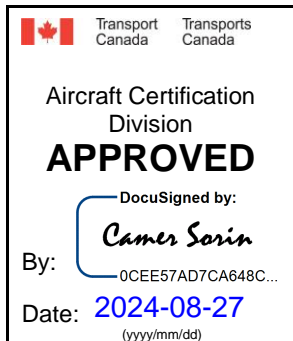 Transport Transports
Canada Canada
Aircraft Certification
Division
APPROVED
DocuSigned by:
Camer Sorin
By:
0CEE57AD7CA648C...
Date: 2024-08-27
(yyyy/mm/dd)